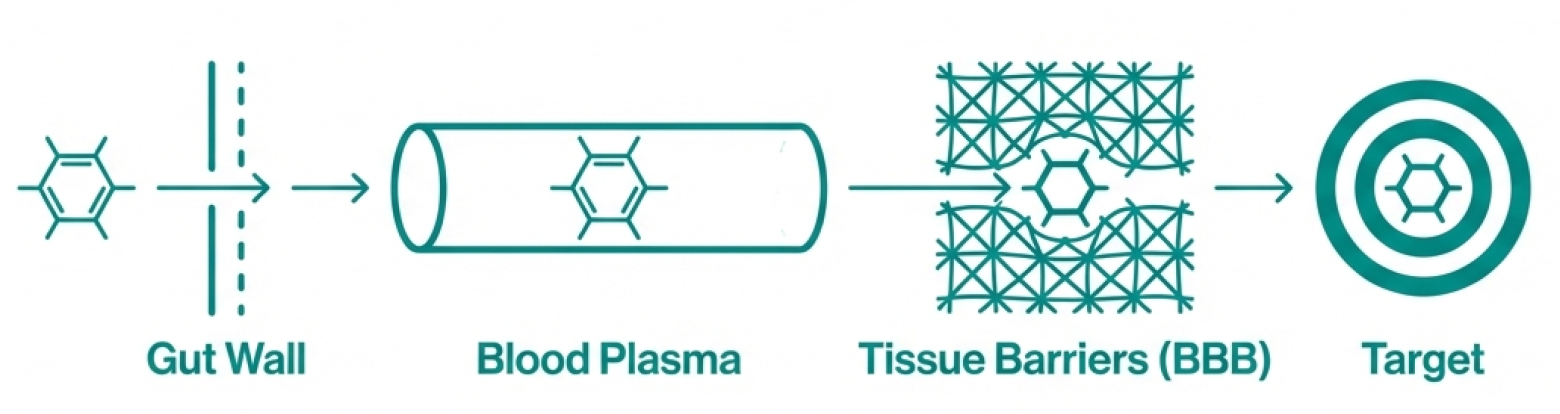 Gut Wall
Blood Plasma
Tissue Barriers (BBB)
Target